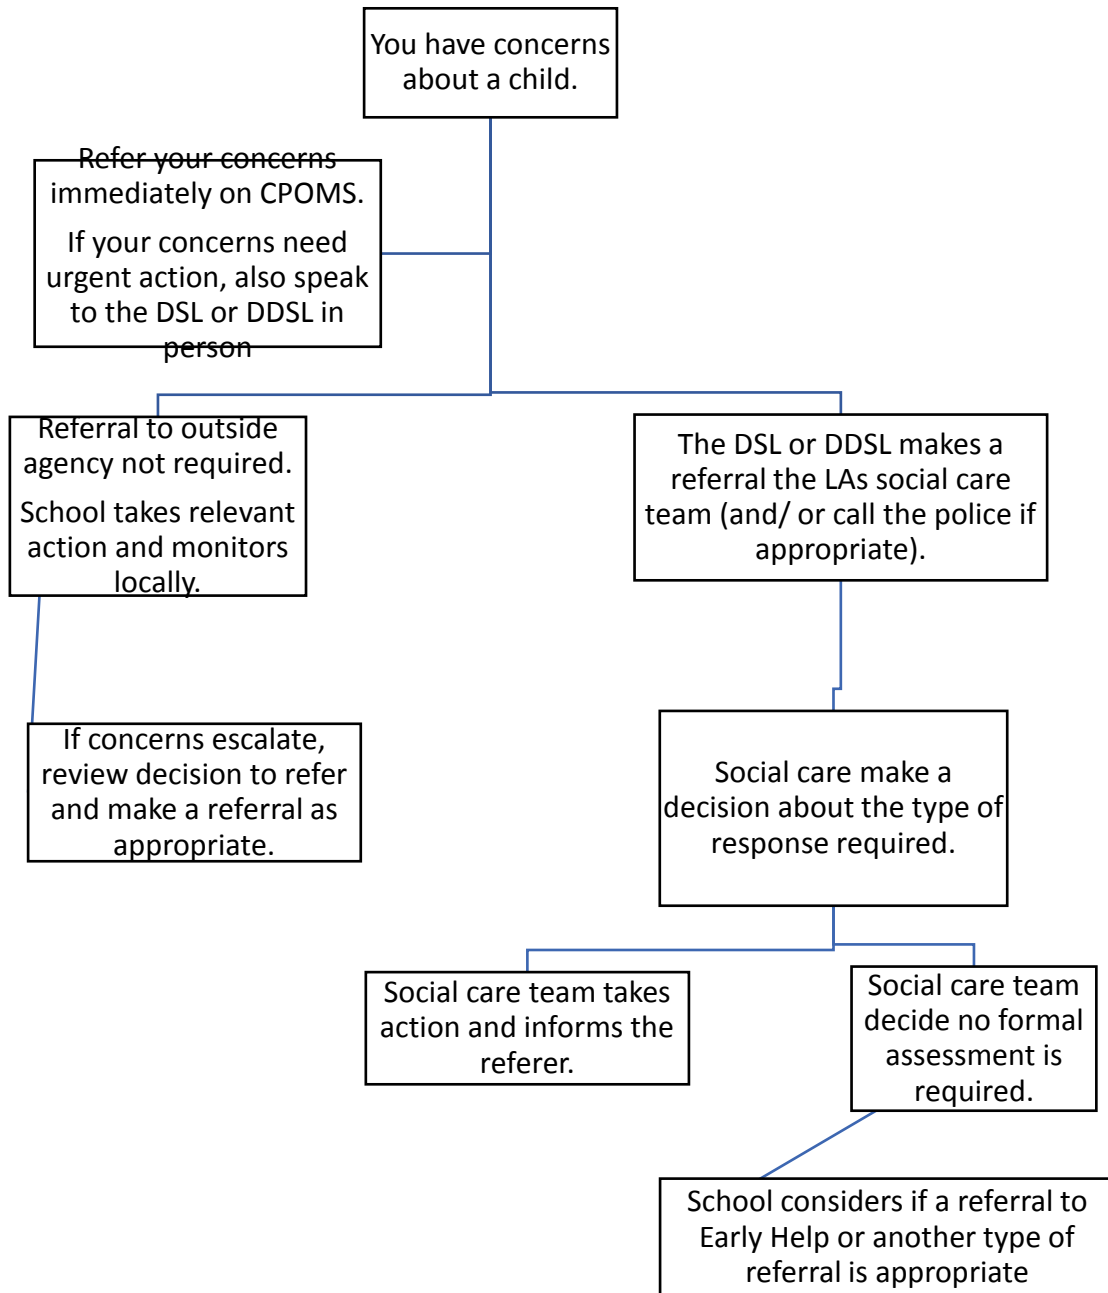 You have concerns
about a child.
Refer your concerns
immediately on CPOMS.
If your concerns need
urgent action, also speak
to the DSL or DDSL in
person
Referral to outside
agency not required.
School takes relevant
action and monitors
locally.
The DSL or DDSL makes a
referral the LAs social care
team (and/ or call the police if
appropriate).
If concerns escalate,
review decision to refer
and make a referral as
appropriate.
Social care make a
decision about the type of
response required.
Social care team takes
action and informs the
referer.
Social care team
decide no formal
assessment is
required.
School considers if a referral to
Early Help or another type of
referral is appropriate